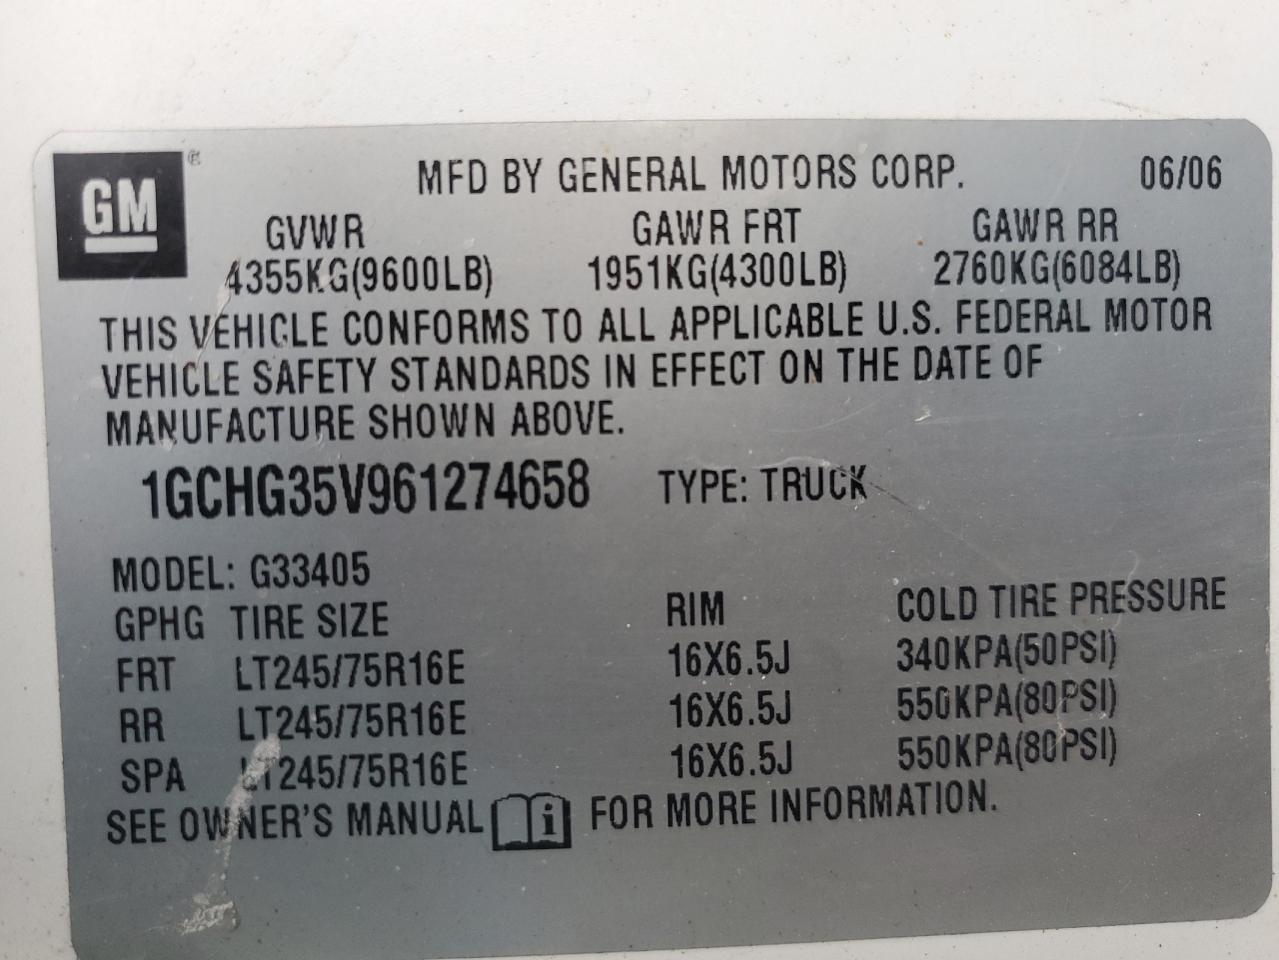 GM®
MFD BY GENERAL MOTORS CORP. 06/06
GVWR GAWR FRT GAWR RR
4355KG(9600LB) 1951KG(4300LB) 2760KG(6084LB)
THIS VEHICLE CONFORMS TO ALL APPLICABLE U.S. FEDERAL MOTOR
VEHICLE SAFETY STANDARDS IN EFFECT ON THE DATE OF
MANUFACTURE SHOWN ABOVE.
1GCHG35V961274658 TYPE: TRUCK
MODEL: G33405
GPHG TIRE SIZE RIM COLD TIRE PRESSURE
FRT LT245/75R16E 16X6.5J 340KPA(50PSI)
RR LT245/75R16E 16X6.5J 550KPA(80PSI)
SPA LT245/75R16E 16X6.5J 550KPA(80PSI)
SEE OWNER'S MANUAL i FOR MORE INFORMATION.